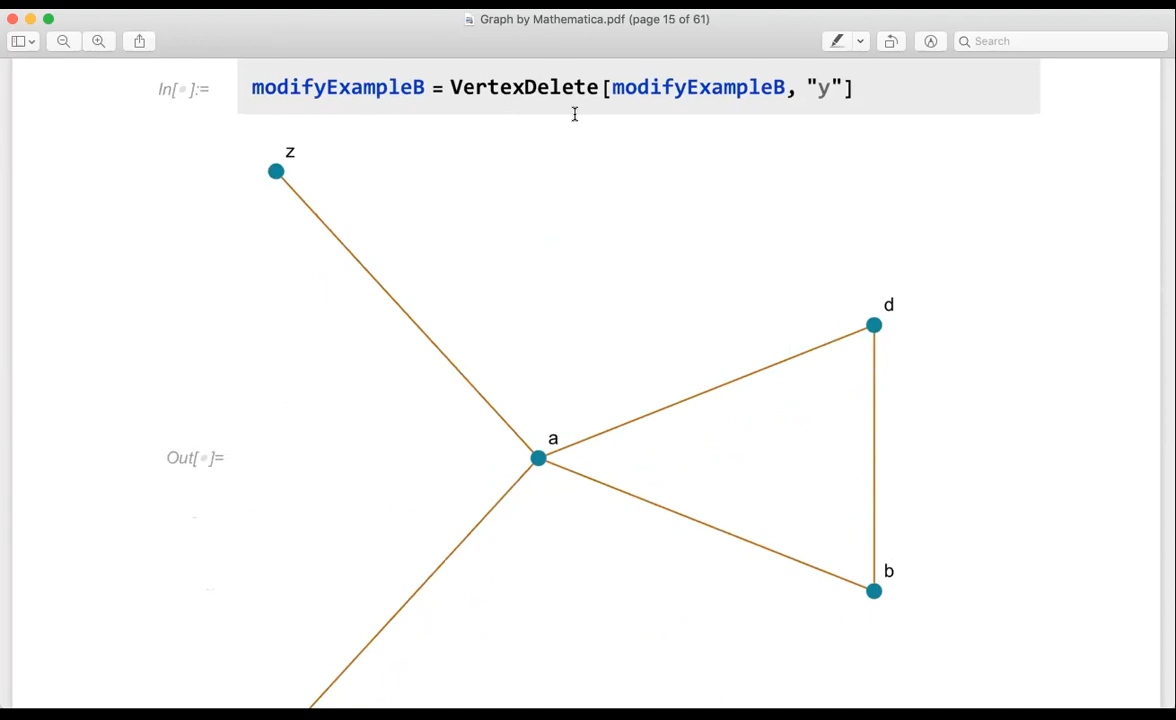 Graph by Mathematica.pdf (page 15 of 61)
Search
In[ ]:= modifyExampleB = VertexDelete[modifyExampleB, "y"]
z
d
a
Out[ ]=
b